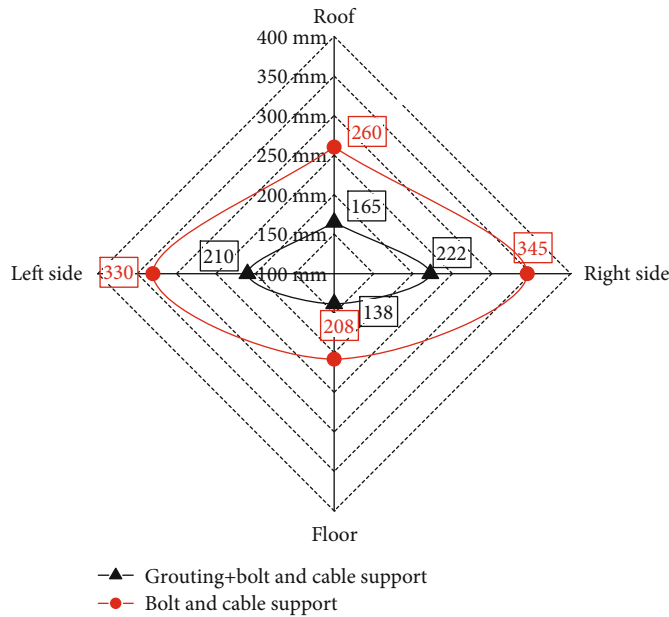 Roof
400 mm
350 mm
300 mm
260
250 mm
200 mm
165
150 mm
210
222
345
Left side
330
100 mm
Right side
208
138
Floor
Grouting+bolt and cable support
Bolt and cable support